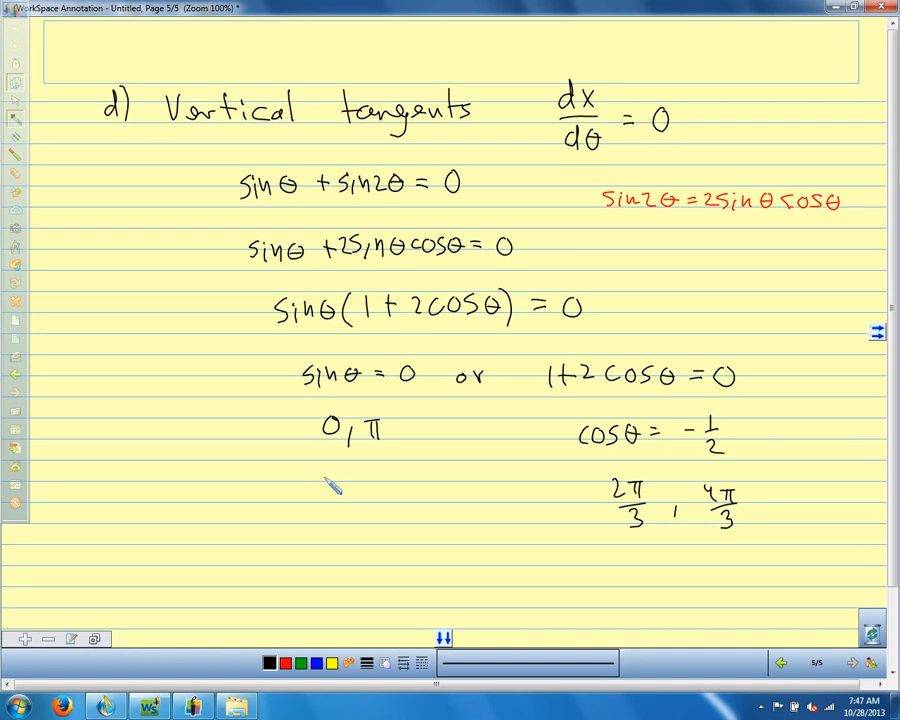 WorkSpace Annotation - Untitled, Page 5/5 (Zoom 100%) *
d) Vertical tangents dx/dθ = 0
sinθ + sin2θ = 0
sin2θ = 2sinθcosθ
sinθ + 2sinθcosθ = 0
sinθ(1 + 2cosθ) = 0
sinθ = 0 or 1 + 2cosθ = 0
0, π cosθ = -1/2
2π/3, 4π/3
5/5
7:47 AM
10/28/2013